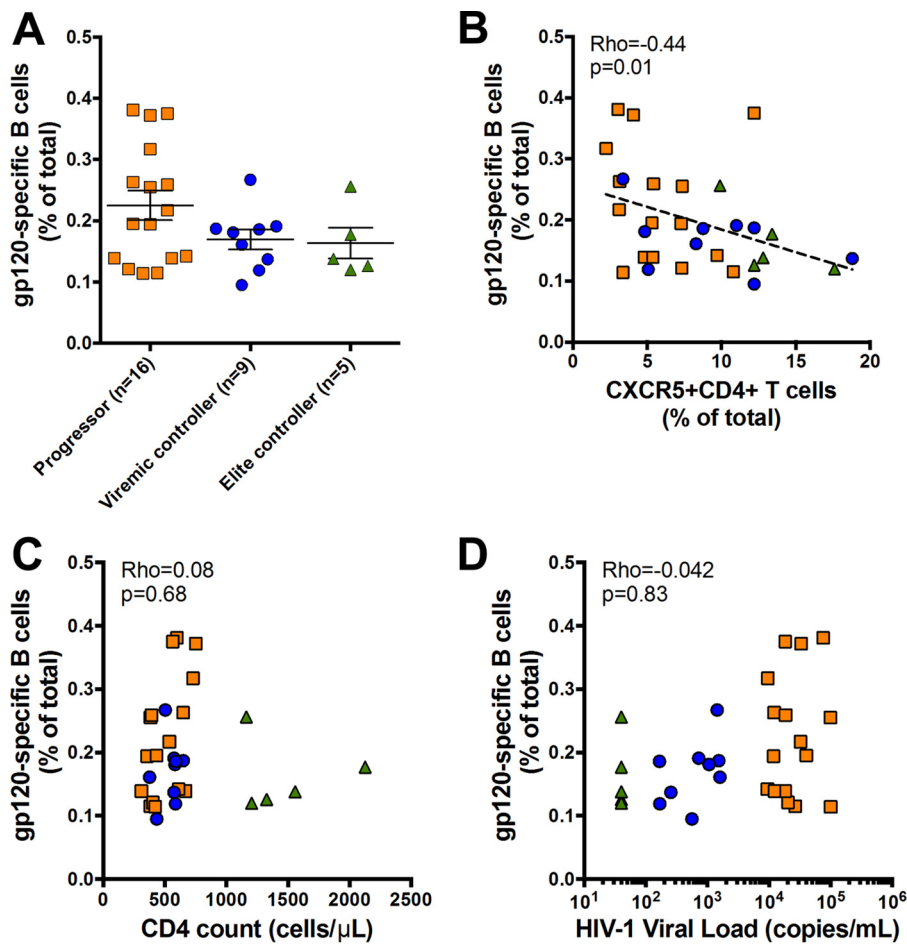 A
gp120-specific B cells
(% of total)
0.5
0.4
0.3
0.2
0.1
0.0
Progressor (n=16)
Viremic controller (n=9)
Elite controller (n=5)
B
gp120-specific B cells
(% of total)
Rho=-0.44
p=0.01
0.5
0.4
0.3
0.2
0.1
0.0
0 5 10 15 20
CXCR5+CD4+ T cells
(% of total)
C
gp120-specific B cells
(% of total)
Rho=0.08
p=0.68
0.5
0.4
0.3
0.2
0.1
0.0
0 500 1000 1500 2000 2500
CD4 count (cells/μL)
D
gp120-specific B cells
(% of total)
Rho=-0.042
p=0.83
0.5
0.4
0.3
0.2
0.1
0.0
10¹ 10² 10³ 10⁴ 10⁵ 10⁶
HIV-1 Viral Load (copies/mL)